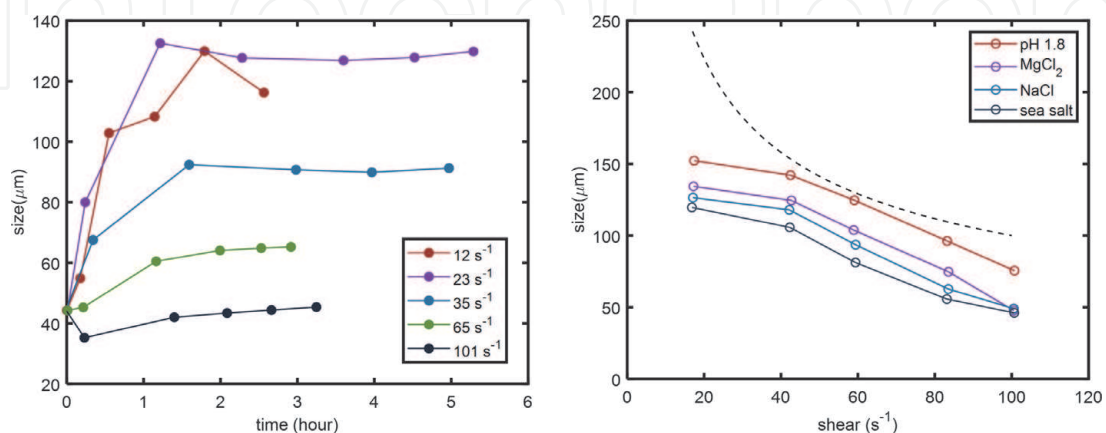 140
120
100
80
60
40
20
size(μm)
0
1
2
3
4
5
6
time (hour)
12 s⁻¹
23 s⁻¹
35 s⁻¹
65 s⁻¹
101 s⁻¹
250
200
150
100
50
0
size(μm)
0
20
40
60
80
100
120
shear (s⁻¹)
pH 1.8
MgCl₂
NaCl
sea salt